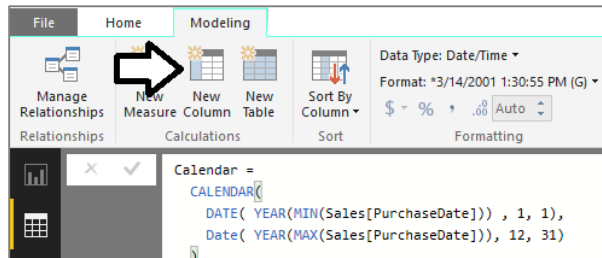 File Home Modeling
Manage Relationships
New Measure
New Column
New Table
Sort By Column
Data Type: Date/Time
Format: *3/14/2001 1:30:55 PM (G)
$ % , .00 Auto
Relationships Calculations Sort Formatting
Calendar =
CALENDAR(
DATE( YEAR(MIN(Sales[PurchaseDate])) , 1, 1),
Date( YEAR(MAX(Sales[PurchaseDate])), 12, 31)
)